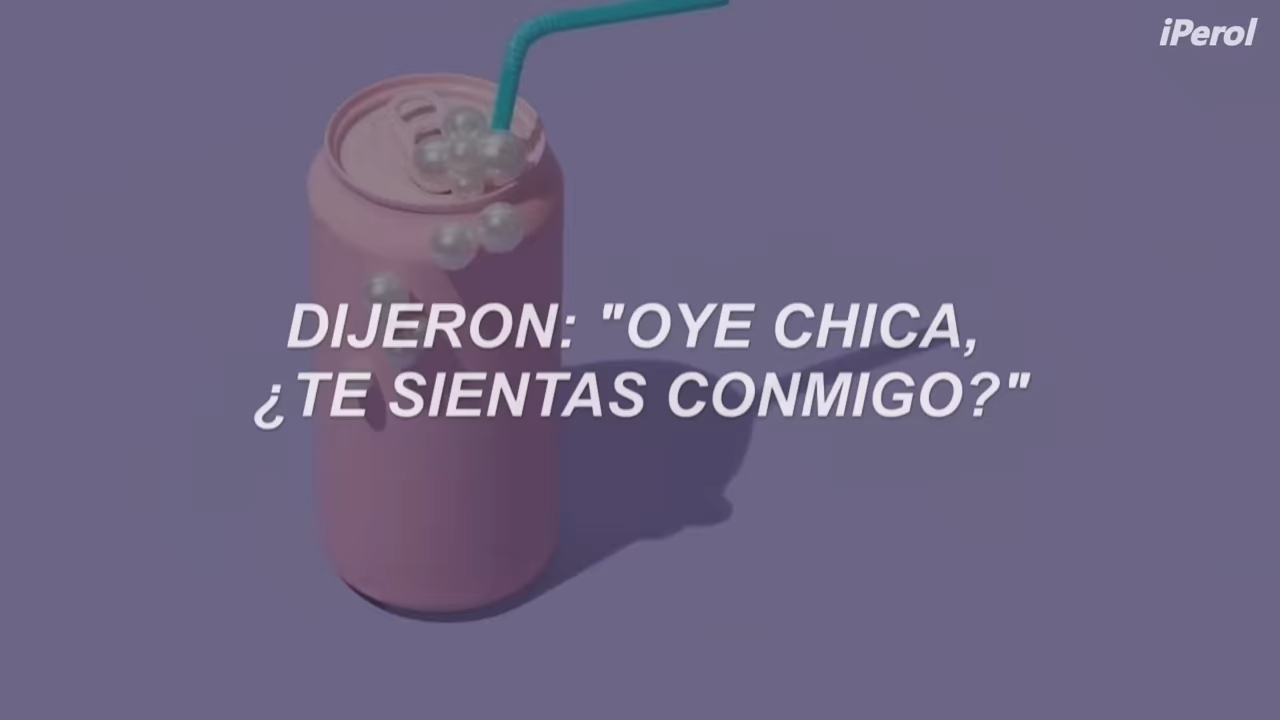 iPerol
DIJERON: "OYE CHICA,
¿TE SIENTAS CONMIGO?"